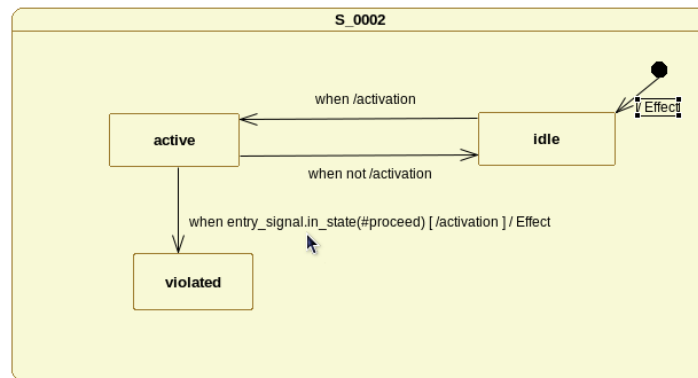 S_0002
when /activation
/ Effect
active
idle
when not /activation
when entry_signal.in_state(#proceed) [ /activation ] / Effect
violated